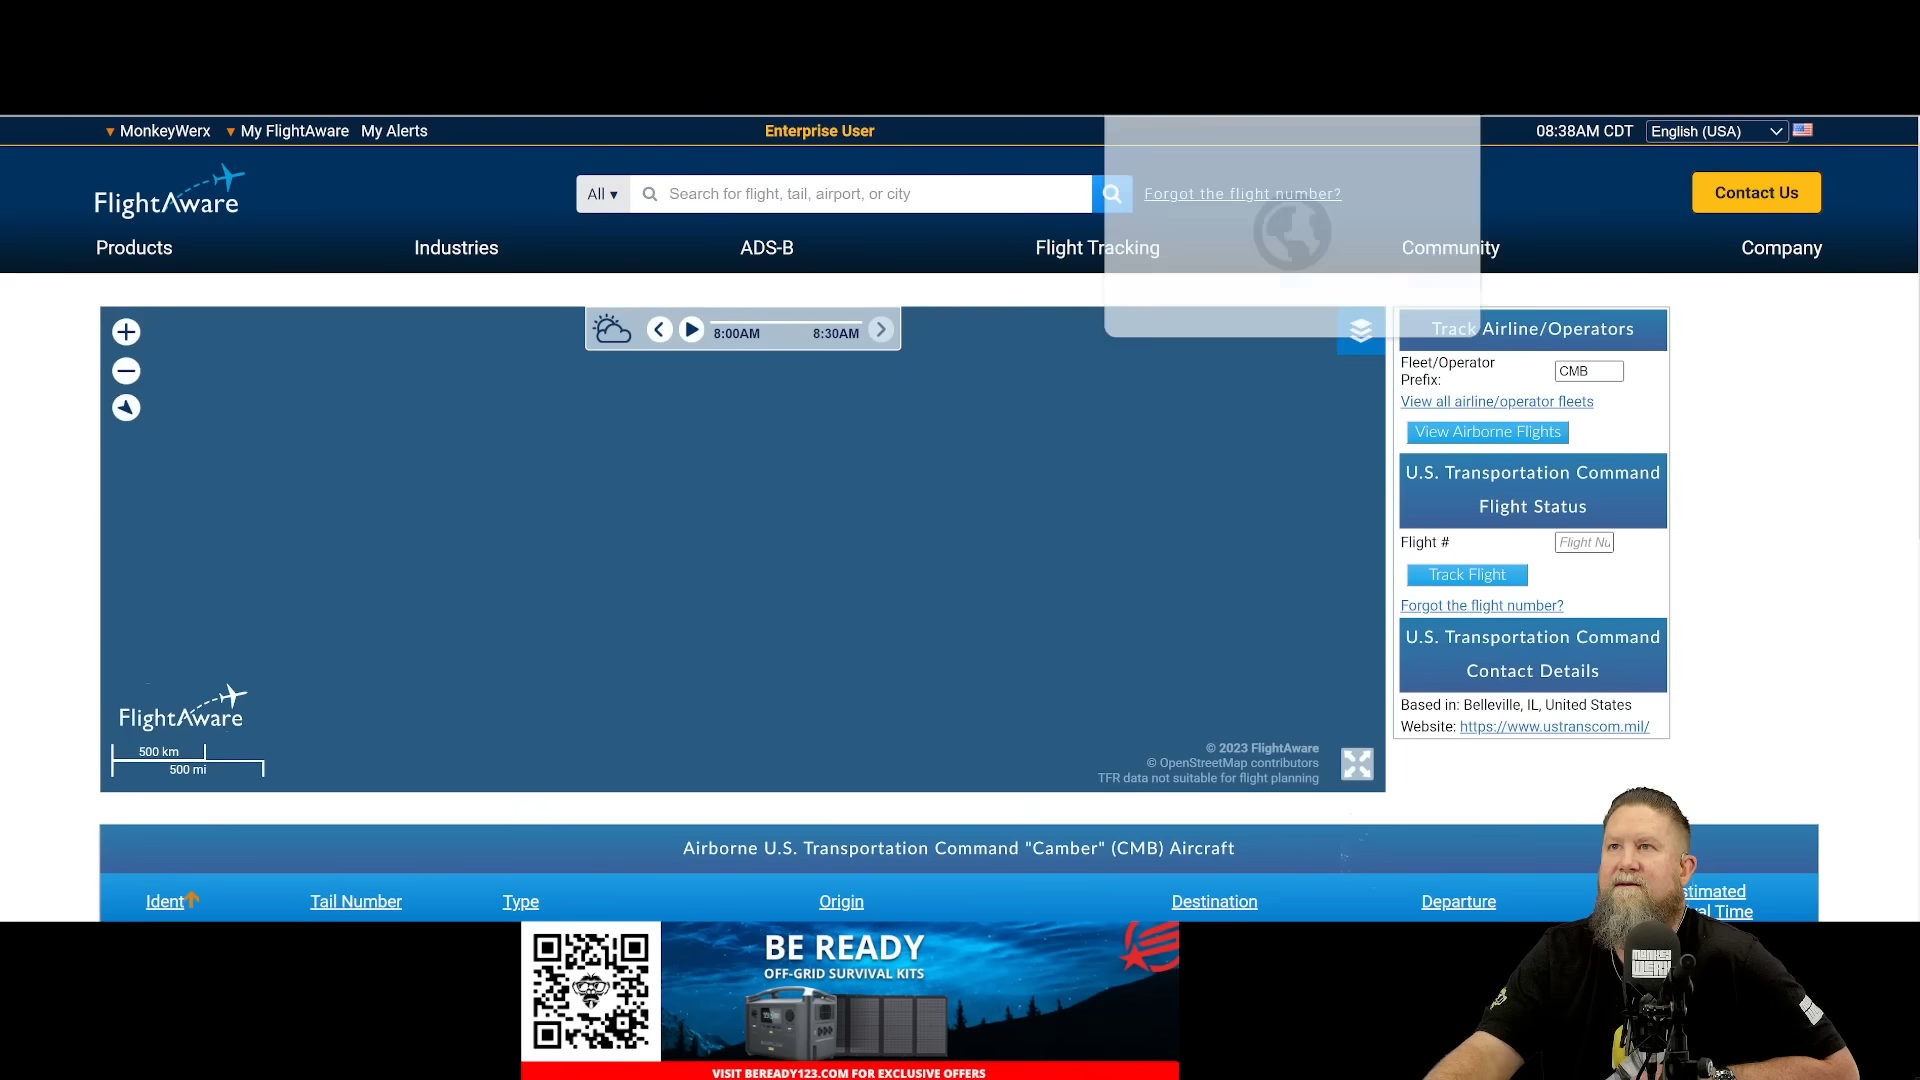 MonkeyWerx My FlightAware My Alerts
Enterprise User
08:38AM CDT English (USA)
FlightAware
All ▾ Search for flight, tail, airport, or city
Forgot the flight number?
Contact Us
Products Industries ADS-B Flight Tracking Community Company
8:00AM 8:30AM
Track Airline/Operators
Fleet/Operator
Prefix:
CMB
View all airline/operator fleets
View Airborne Flights
U.S. Transportation Command
Flight Status
Flight #
Flight Nu
Track Flight
Forgot the flight number?
U.S. Transportation Command
Contact Details
Based in: Belleville, IL, United States
Website: https://www.ustranscom.mil/
FlightAware
500 km
500 mi
© 2023 FlightAware
© OpenStreetMap contributors
TFR data not suitable for flight planning
Airborne U.S. Transportation Command "Camber" (CMB) Aircraft
Ident Tail Number Type Origin Destination Departure
stimated
al Time
BE READY
OFF-GRID SURVIVAL KITS
VISIT BEREADY123.COM FOR EXCLUSIVE OFFERS
MONKEY
WERX